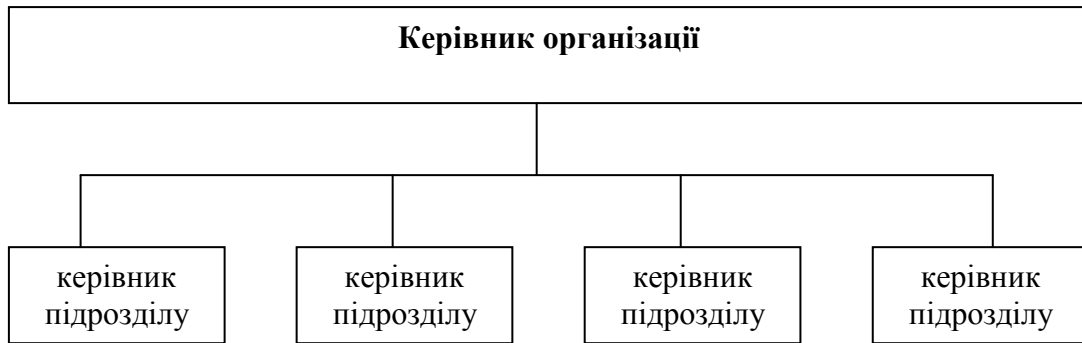 Керівник організації
керівник
підрозділу
керівник
підрозділу
керівник
підрозділу
керівник
підрозділу